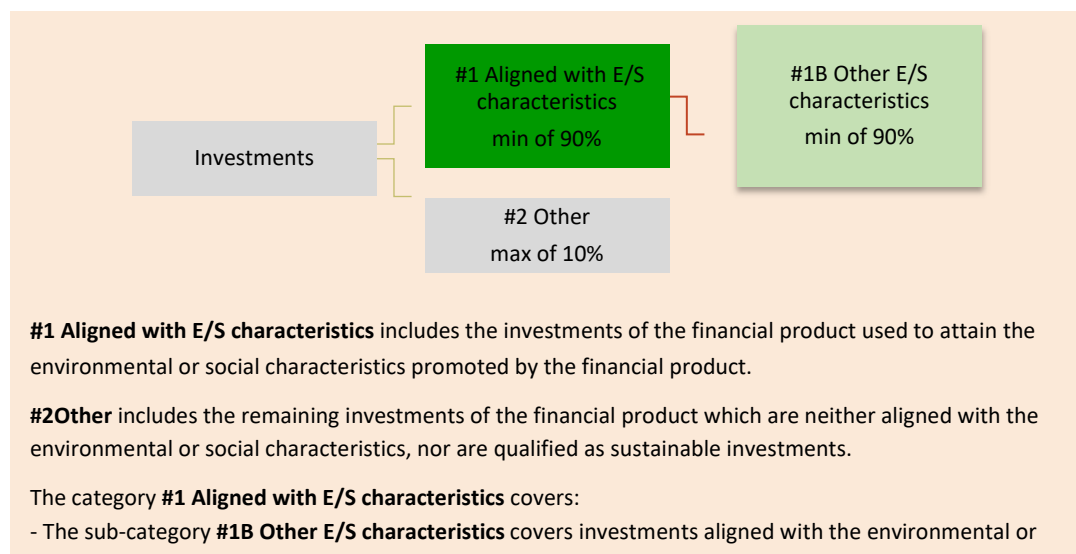 #1 Aligned with E/S
characteristics
min of 90%
#1B Other E/S
characteristics
min of 90%
Investments
#2 Other
max of 10%
#1 Aligned with E/S characteristics includes the investments of the financial product used to attain the
environmental or social characteristics promoted by the financial product.
#2Other includes the remaining investments of the financial product which are neither aligned with the
environmental or social characteristics, nor are qualified as sustainable investments.
The category #1 Aligned with E/S characteristics covers:
- The sub-category #1B Other E/S characteristics covers investments aligned with the environmental or